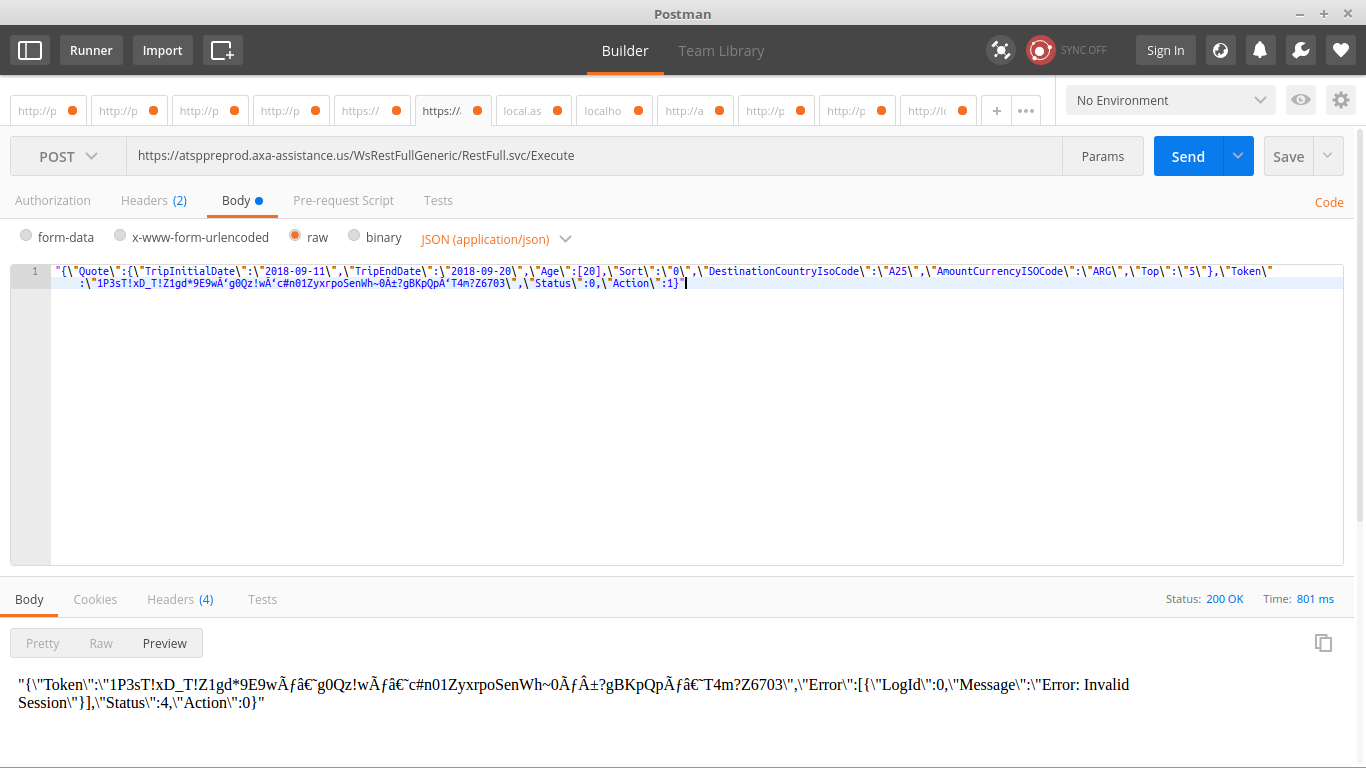 Postman
Runner Import Builder Team Library SYNC OFF Sign In
http://p http://p http://p http://p https:// https:// local.as localho http://a http://p http://p http://lo + ••• No Environment
POST https://atsppreprod.axa-assistance.us/WsRestFullGeneric/RestFull.svc/Execute Params Send Save
Authorization Headers (2) Body Pre-request Script Tests Code
form-data x-www-form-urlencoded raw binary JSON (application/json)
1 "{\"Quote\":{\"TripInitialDate\":\"2018-09-11\",\"TripEndDate\":\"2018-09-20\",\"Age\":[20],\"Sort\":\"0\",\"DestinationCountryIsoCode\":\"A25\",\"AmountCurrencyISOCode\":\"ARG\",\"Top\":\"5\"},\"Token\"
:\"1P3sT!xD_T!Z1gd*9E9wÃ‘g0Qz!wÃ‘c#n01ZyxrpoSenWh~0Ã±?gBKpQpÃ‘T4m?Z6703\",\"Status\":0,\"Action\":1}"
Body Cookies Headers (4) Tests Status: 200 OK Time: 801 ms
Pretty Raw Preview
"{\"Token\":\"1P3sT!xD_T!Z1gd*9E9wÃƒâ€˜g0Qz!wÃƒâ€˜c#n01ZyxrpoSenWh~0ÃƒÂ±?gBKpQpÃƒâ€˜T4m?Z6703\",\"Error\":[{\"LogId\":0,\"Message\":\"Error: Invalid
Session\"}],\"Status\":4,\"Action\":0}"